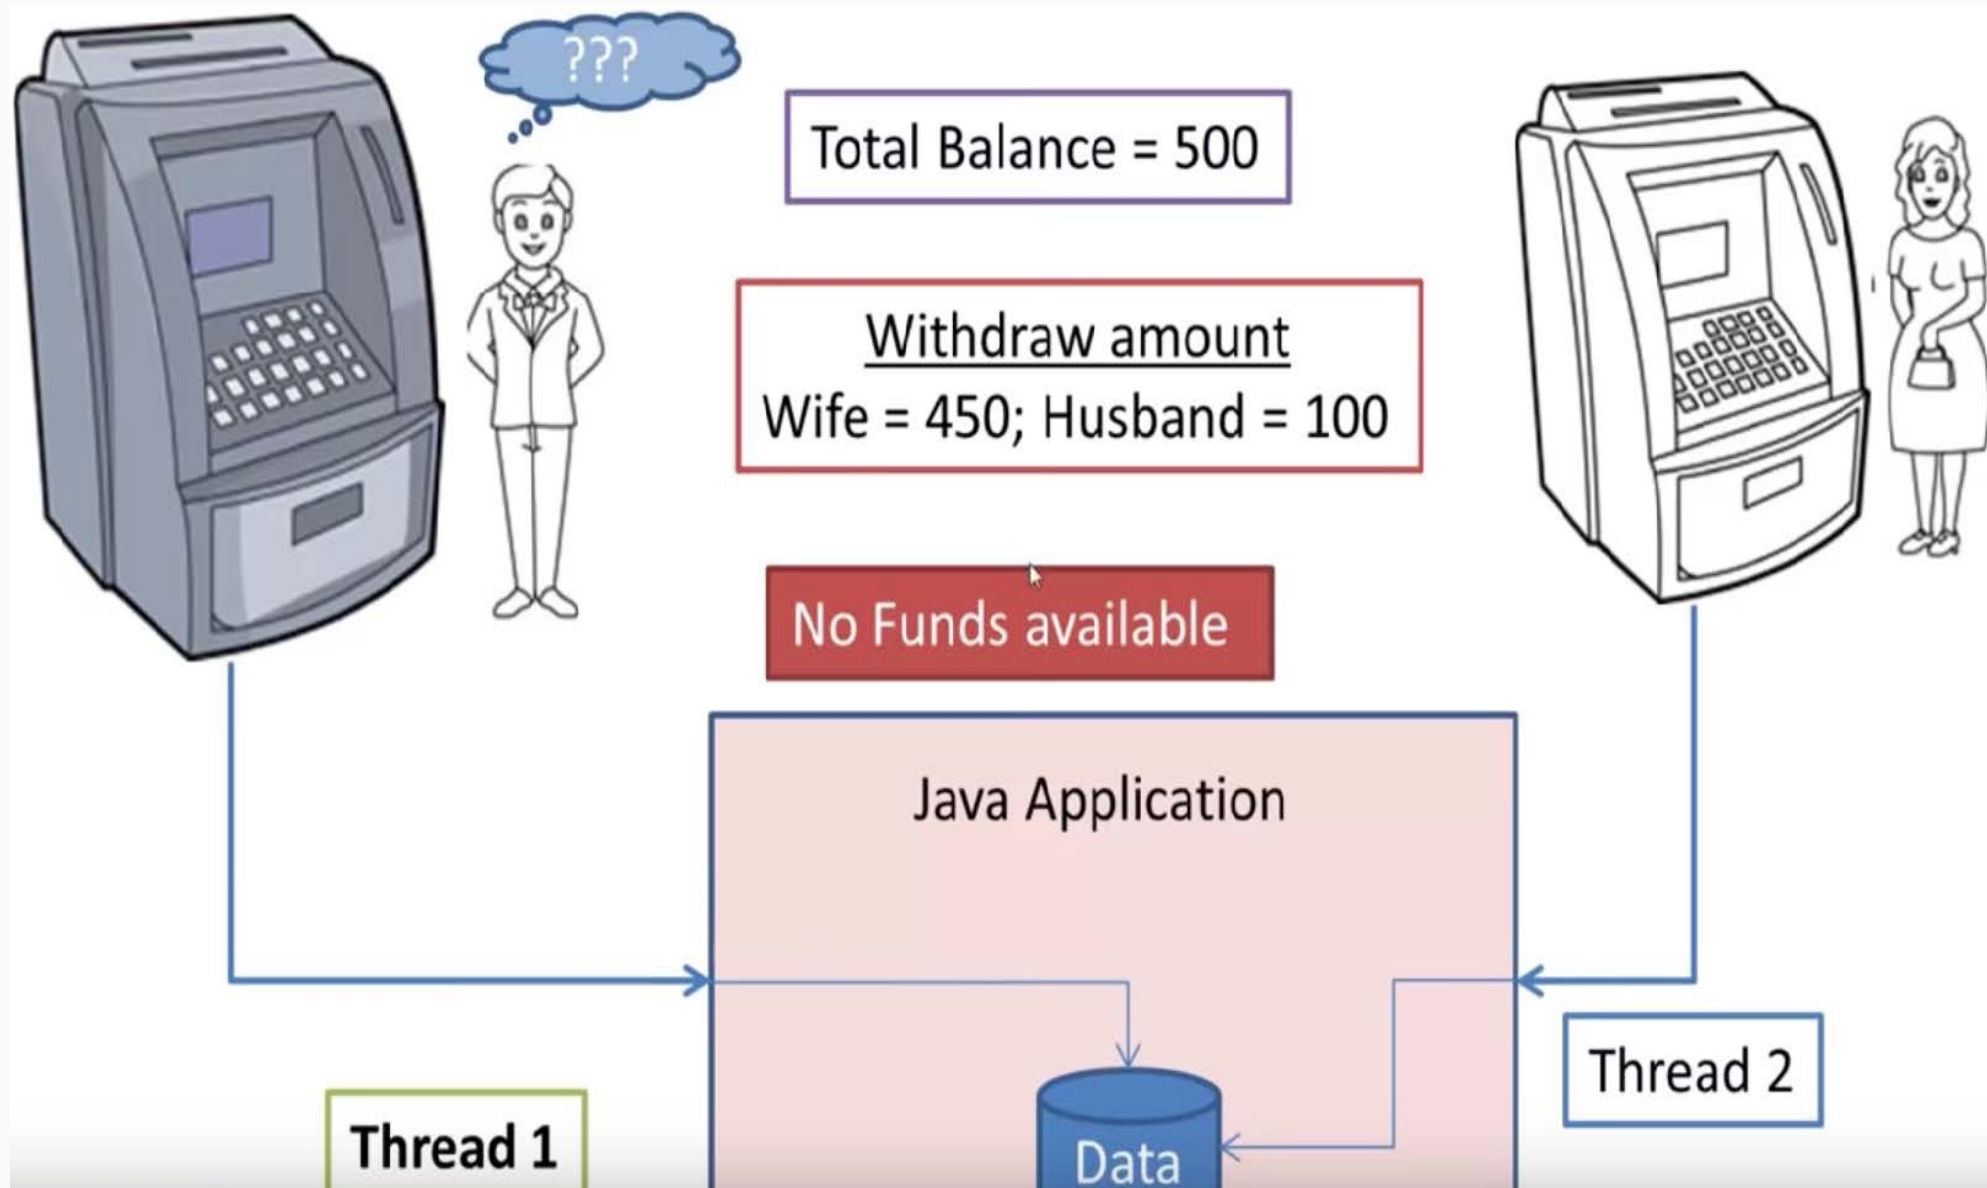 ???
Total Balance = 500
Withdraw amount
Wife = 450; Husband = 100
No Funds available
Java Application
Thread 2
Thread 1
Data